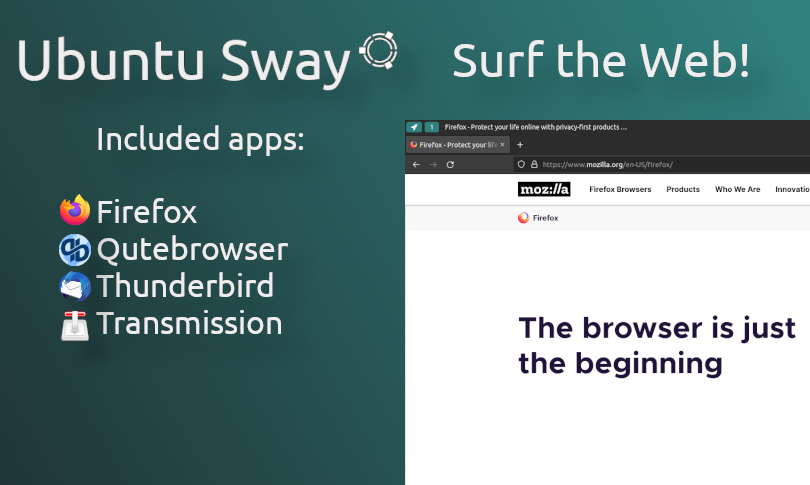 Ubuntu Sway
Surf the Web!
Included apps:
Firefox
Qutebrowser
Thunderbird
Transmission
1 Firefox - Protect your life online with privacy-first products ...
Firefox - Protect your life × +
https://www.mozilla.org/en-US/firefox/
moz://a Firefox Browsers Products Who We Are Innovatio
Firefox
The browser is just
the beginning